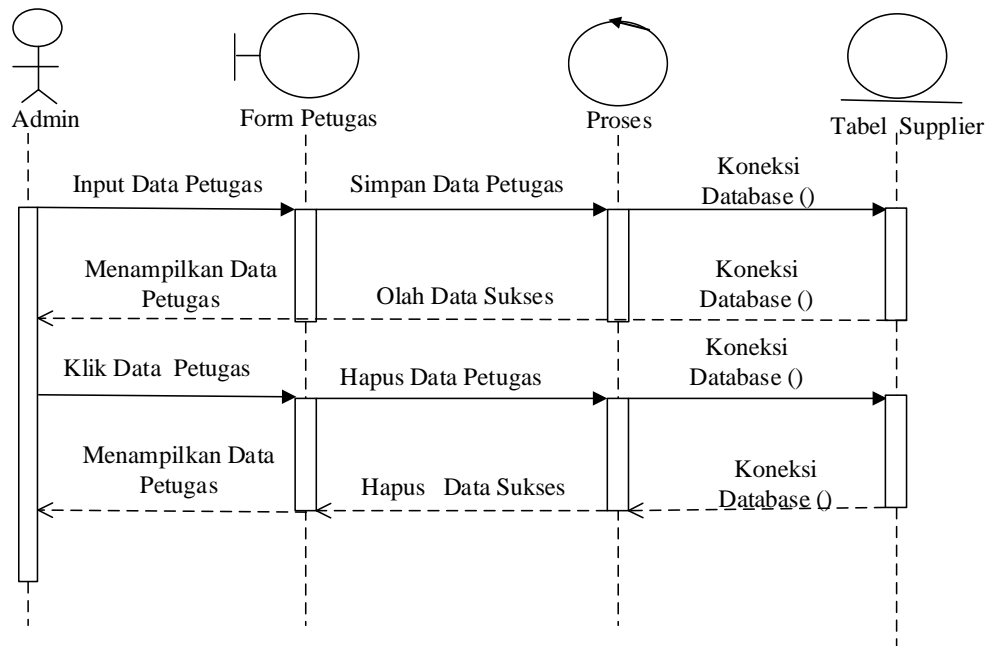 Admin
Form Petugas
Proses
Tabel Supplier
Input Data Petugas
Simpan Data Petugas
Koneksi
Database ()
Menampilkan Data
Petugas
Olah Data Sukses
Koneksi
Database ()
Klik Data Petugas
Hapus Data Petugas
Koneksi
Database ()
Menampilkan Data
Petugas
Hapus Data Sukses
Koneksi
Database ()